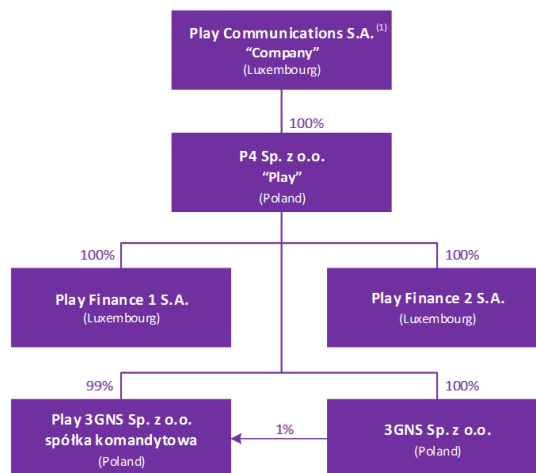 Play Communications S.A. (1)
“Company”
(Luxembourg)
100%
P4 Sp. z o.o.
“Play”
(Poland)
100%
100%
Play Finance 1 S.A.
(Luxembourg)
Play Finance 2 S.A.
(Luxembourg)
99%
100%
Play 3GNS Sp. z o.o.
spółka komandytowa
(Poland)
1%
3GNS Sp. z o.o.
(Poland)